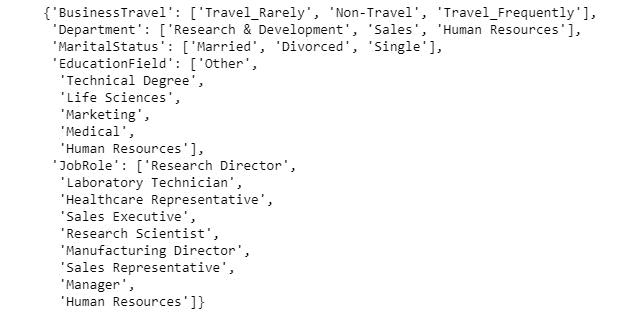 {'BusinessTravel': ['Travel_Rarely', 'Non-Travel', 'Travel_Frequently'],
'Department': ['Research & Development', 'Sales', 'Human Resources'],
'MaritalStatus': ['Married', 'Divorced', 'Single'],
'EducationField': ['Other',
'Technical Degree',
'Life Sciences',
'Marketing',
'Medical',
'Human Resources'],
'JobRole': ['Research Director',
'Laboratory Technician',
'Healthcare Representative',
'Sales Executive',
'Research Scientist',
'Manufacturing Director',
'Sales Representative',
'Manager',
'Human Resources']}